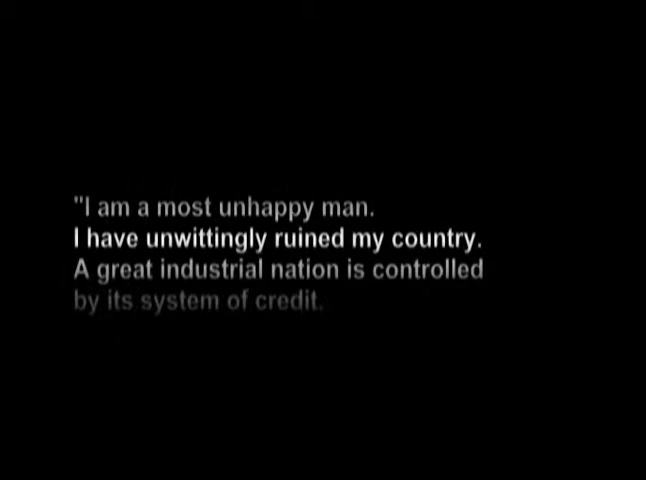 "I am a most unhappy man.
I have unwittingly ruined my country.
A great industrial nation is controlled
by its system of credit.